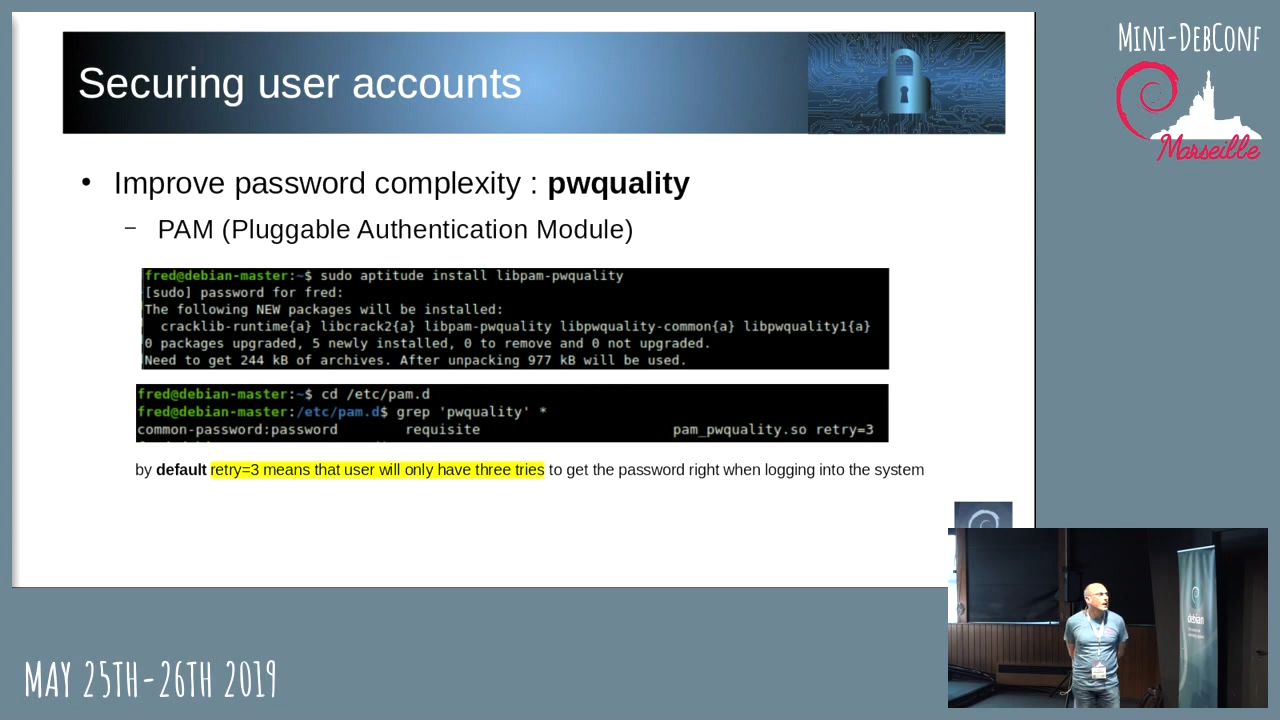 Securing user accounts
MINI-DEBCONF
Marseille
• Improve password complexity : pwquality
– PAM (Pluggable Authentication Module)
fred@debian-master:~$ sudo aptitude install libpam-pwquality
[sudo] password for fred:
The following NEW packages will be installed:
  cracklib-runtime{a} libcrack2{a} libpam-pwquality libpwquality-common{a} libpwquality1{a}
0 packages upgraded, 5 newly installed, 0 to remove and 0 not upgraded.
Need to get 244 kB of archives. After unpacking 977 kB will be used.
fred@debian-master:~$ cd /etc/pam.d
fred@debian-master:/etc/pam.d$ grep 'pwquality' *
common-password:password        requisite                       pam_pwquality.so retry=3
by default retry=3 means that user will only have three tries to get the password right when logging into the system
debian
MAY 25TH-26TH 2019